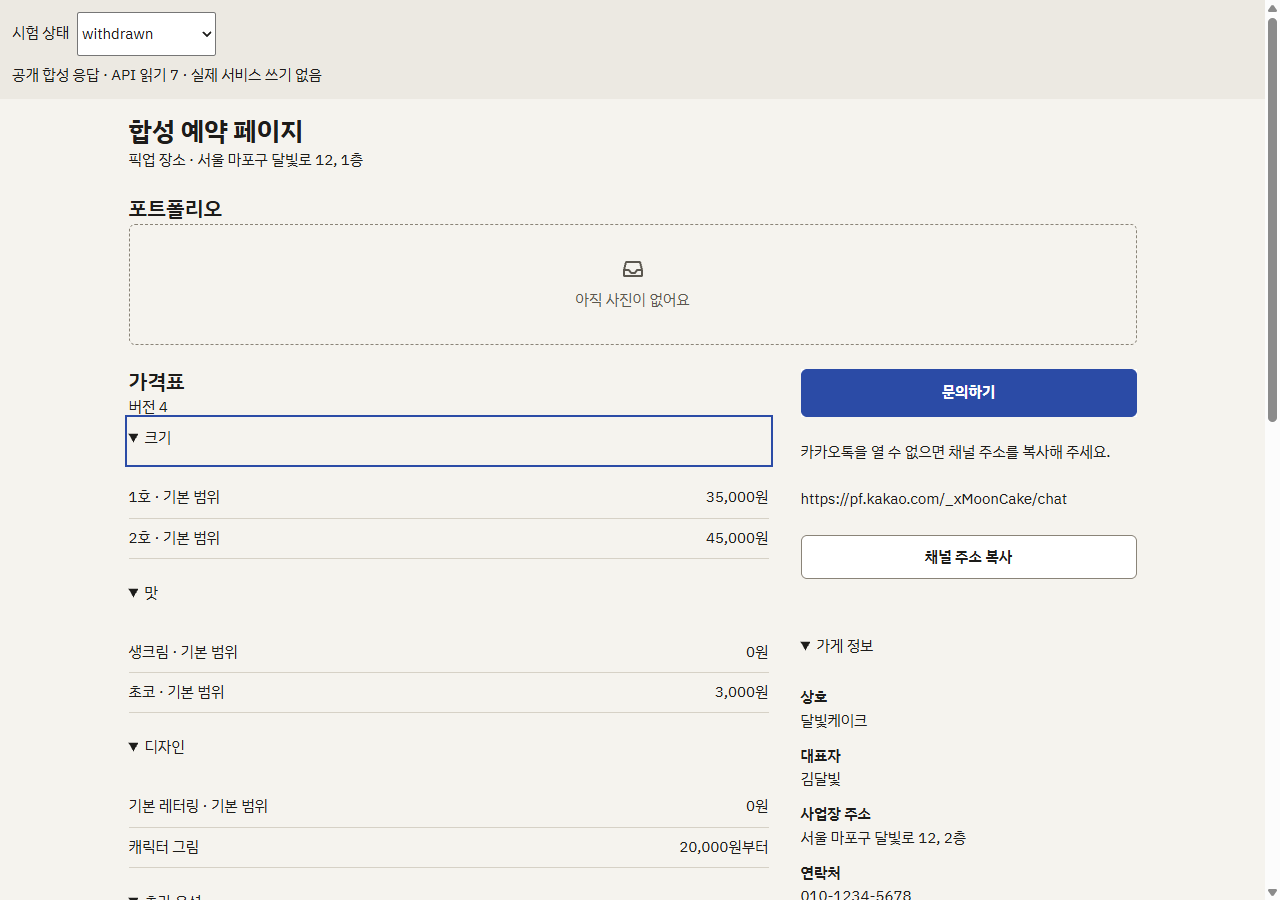 시험 상태 withdrawn
공개 합성 응답 · API 읽기 7 · 실제 서비스 쓰기 없음
합성 예약 페이지
픽업 장소 · 서울 마포구 달빛로 12, 1층
포트폴리오
아직 사진이 없어요
가격표
버전 4
크기
1호 · 기본 범위 35,000원
2호 · 기본 범위 45,000원
맛
생크림 · 기본 범위 0원
초코 · 기본 범위 3,000원
디자인
기본 레터링 · 기본 범위 0원
캐릭터 그림 20,000원부터
문의하기
카카오톡을 열 수 없으면 채널 주소를 복사해 주세요.
https://pf.kakao.com/_xMoonCake/chat
채널 주소 복사
가게 정보
상호
달빛케이크
대표자
김달빛
사업장 주소
서울 마포구 달빛로 12, 2층
연락처
010-1234-5678